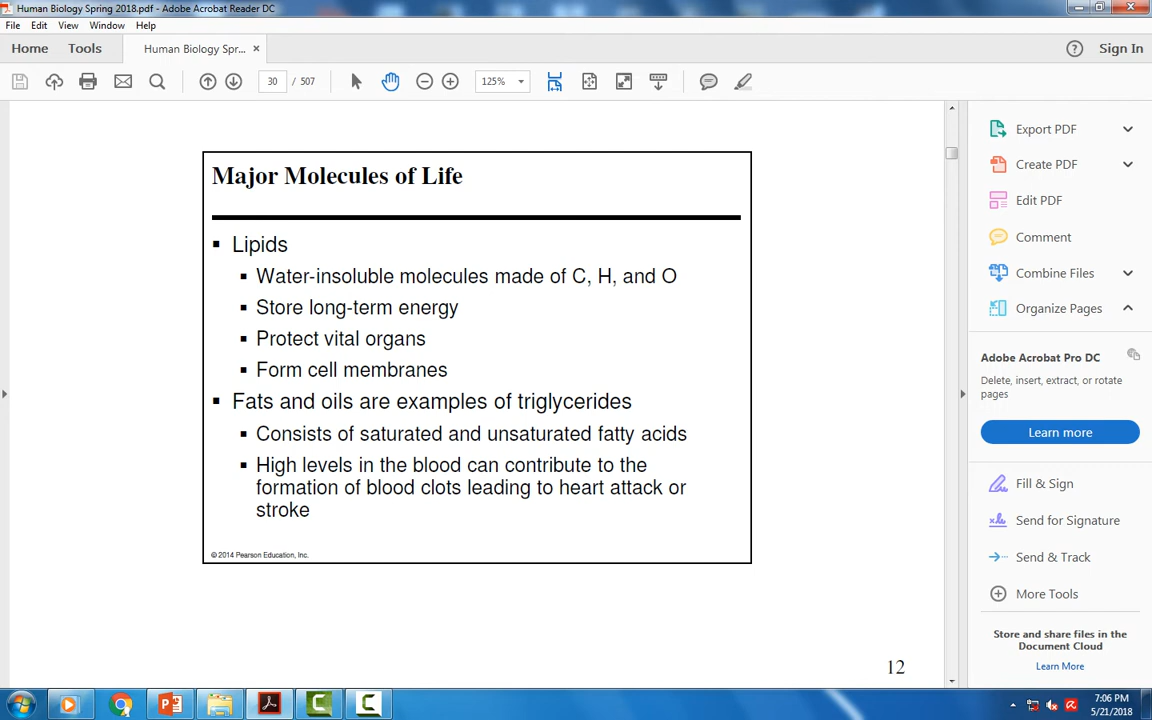 Human Biology Spring 2018.pdf - Adobe Acrobat Reader DC
File Edit View Window Help
Home Tools Human Biology Spr... × Sign In
30 / 507 125%
Major Molecules of Life
▪ Lipids
▪ Water-insoluble molecules made of C, H, and O
▪ Store long-term energy
▪ Protect vital organs
▪ Form cell membranes
▪ Fats and oils are examples of triglycerides
▪ Consists of saturated and unsaturated fatty acids
▪ High levels in the blood can contribute to the
formation of blood clots leading to heart attack or
stroke
© 2014 Pearson Education, Inc.
12
Export PDF
Create PDF
Edit PDF
Comment
Combine Files
Organize Pages
Adobe Acrobat Pro DC
Delete, insert, extract, or rotate
pages
Learn more
Fill & Sign
Send for Signature
Send & Track
More Tools
Store and share files in the
Document Cloud
Learn More
7:06 PM
5/21/2018